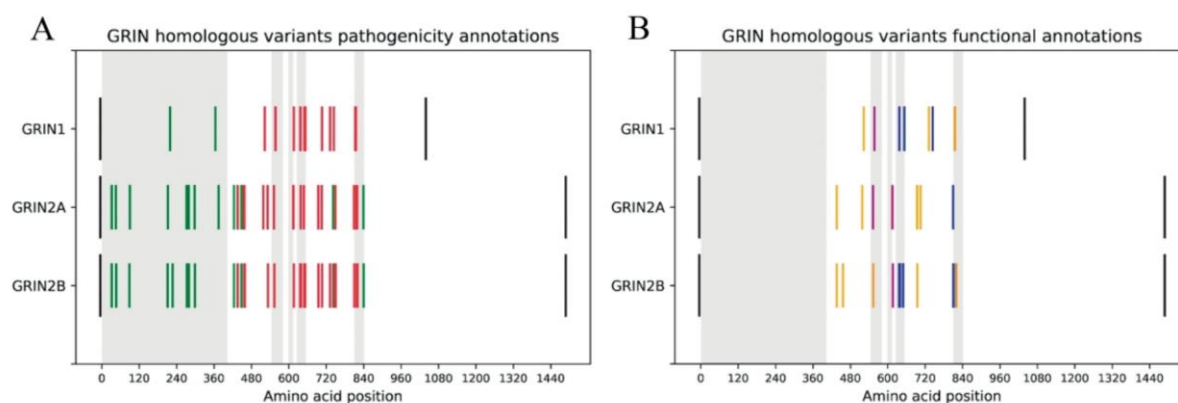 A
GRIN homologous variants pathogenicity annotations
GRIN1
GRIN2A
GRIN2B
0 120 240 360 480 600 720 840 960 1080 1200 1320 1440
Amino acid position
B
GRIN homologous variants functional annotations
GRIN1
GRIN2A
GRIN2B
0 120 240 360 480 600 720 840 960 1080 1200 1320 1440
Amino acid position